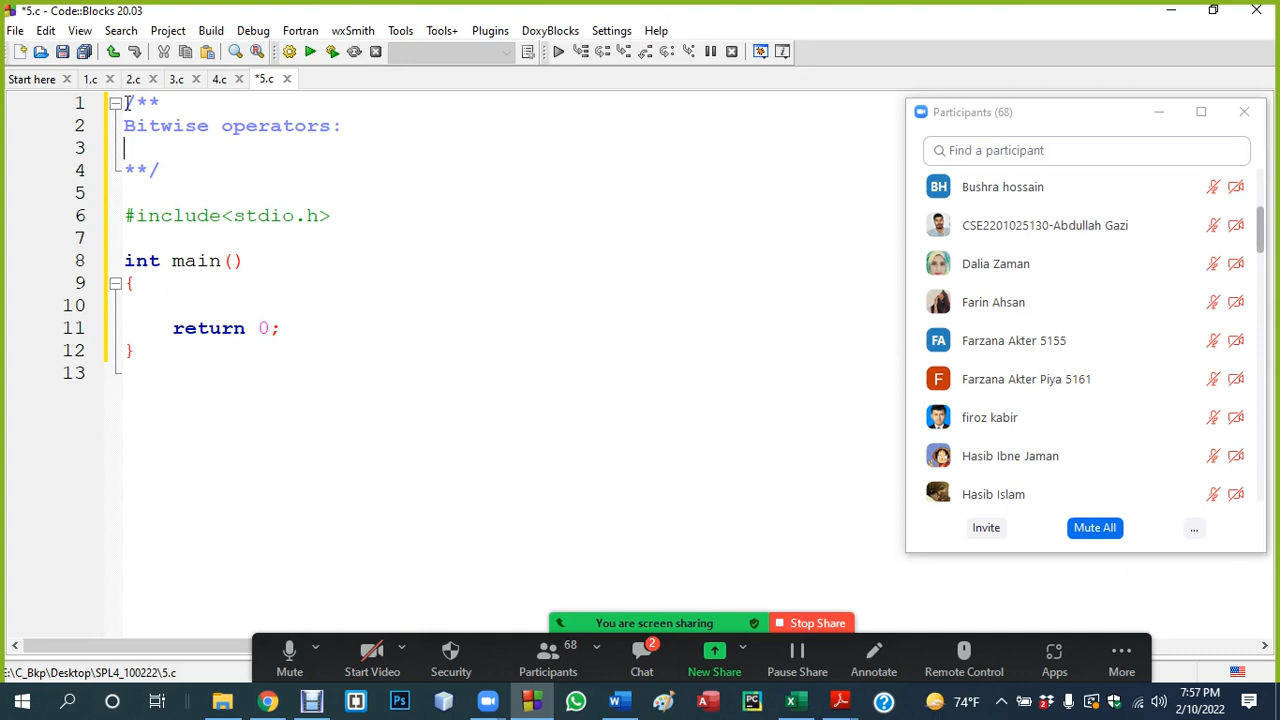 *5.c - Code::Blocks 20.03
File Edit View Search Project Build Debug Fortran wxSmith Tools Tools+ Plugins DoxyBlocks Settings Help
Start here 1.c 2.c 3.c 4.c *5.c
1 /**
2 Bitwise operators:
3
4 **/
5
6 #include<stdio.h>
7
8 int main()
9 {
10
11 return 0;
12 }
13
Participants (68)
Find a participant
BH Bushra hossain
CSE2201025130-Abdullah Gazi
Dalia Zaman
Farin Ahsan
FA Farzana Akter 5155
F Farzana Akter Piya 5161
firoz kabir
Hasib Ibne Jaman
Hasib Islam
Invite Mute All ...
You are screen sharing Stop Share
Mute Start Video Security Participants 68 Chat 2 New Share Pause Share Annotate Remote Control Apps More
:\C_Bkp\Desktop\SPL4_100222\5.c
74°F
7:57 PM
2/10/2022